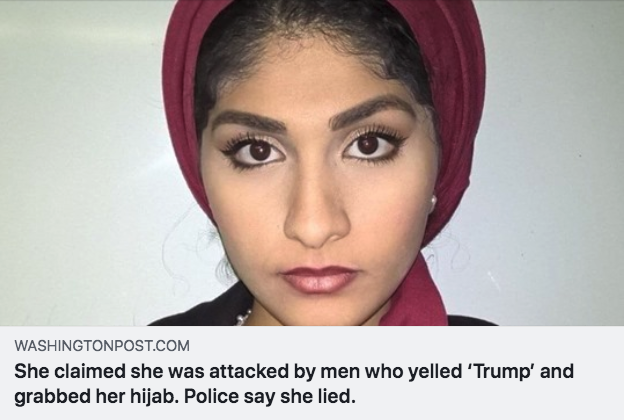 WASHINGTONPOST.COM
She claimed she was attacked by men who yelled ‘Trump’ and
grabbed her hijab. Police say she lied.